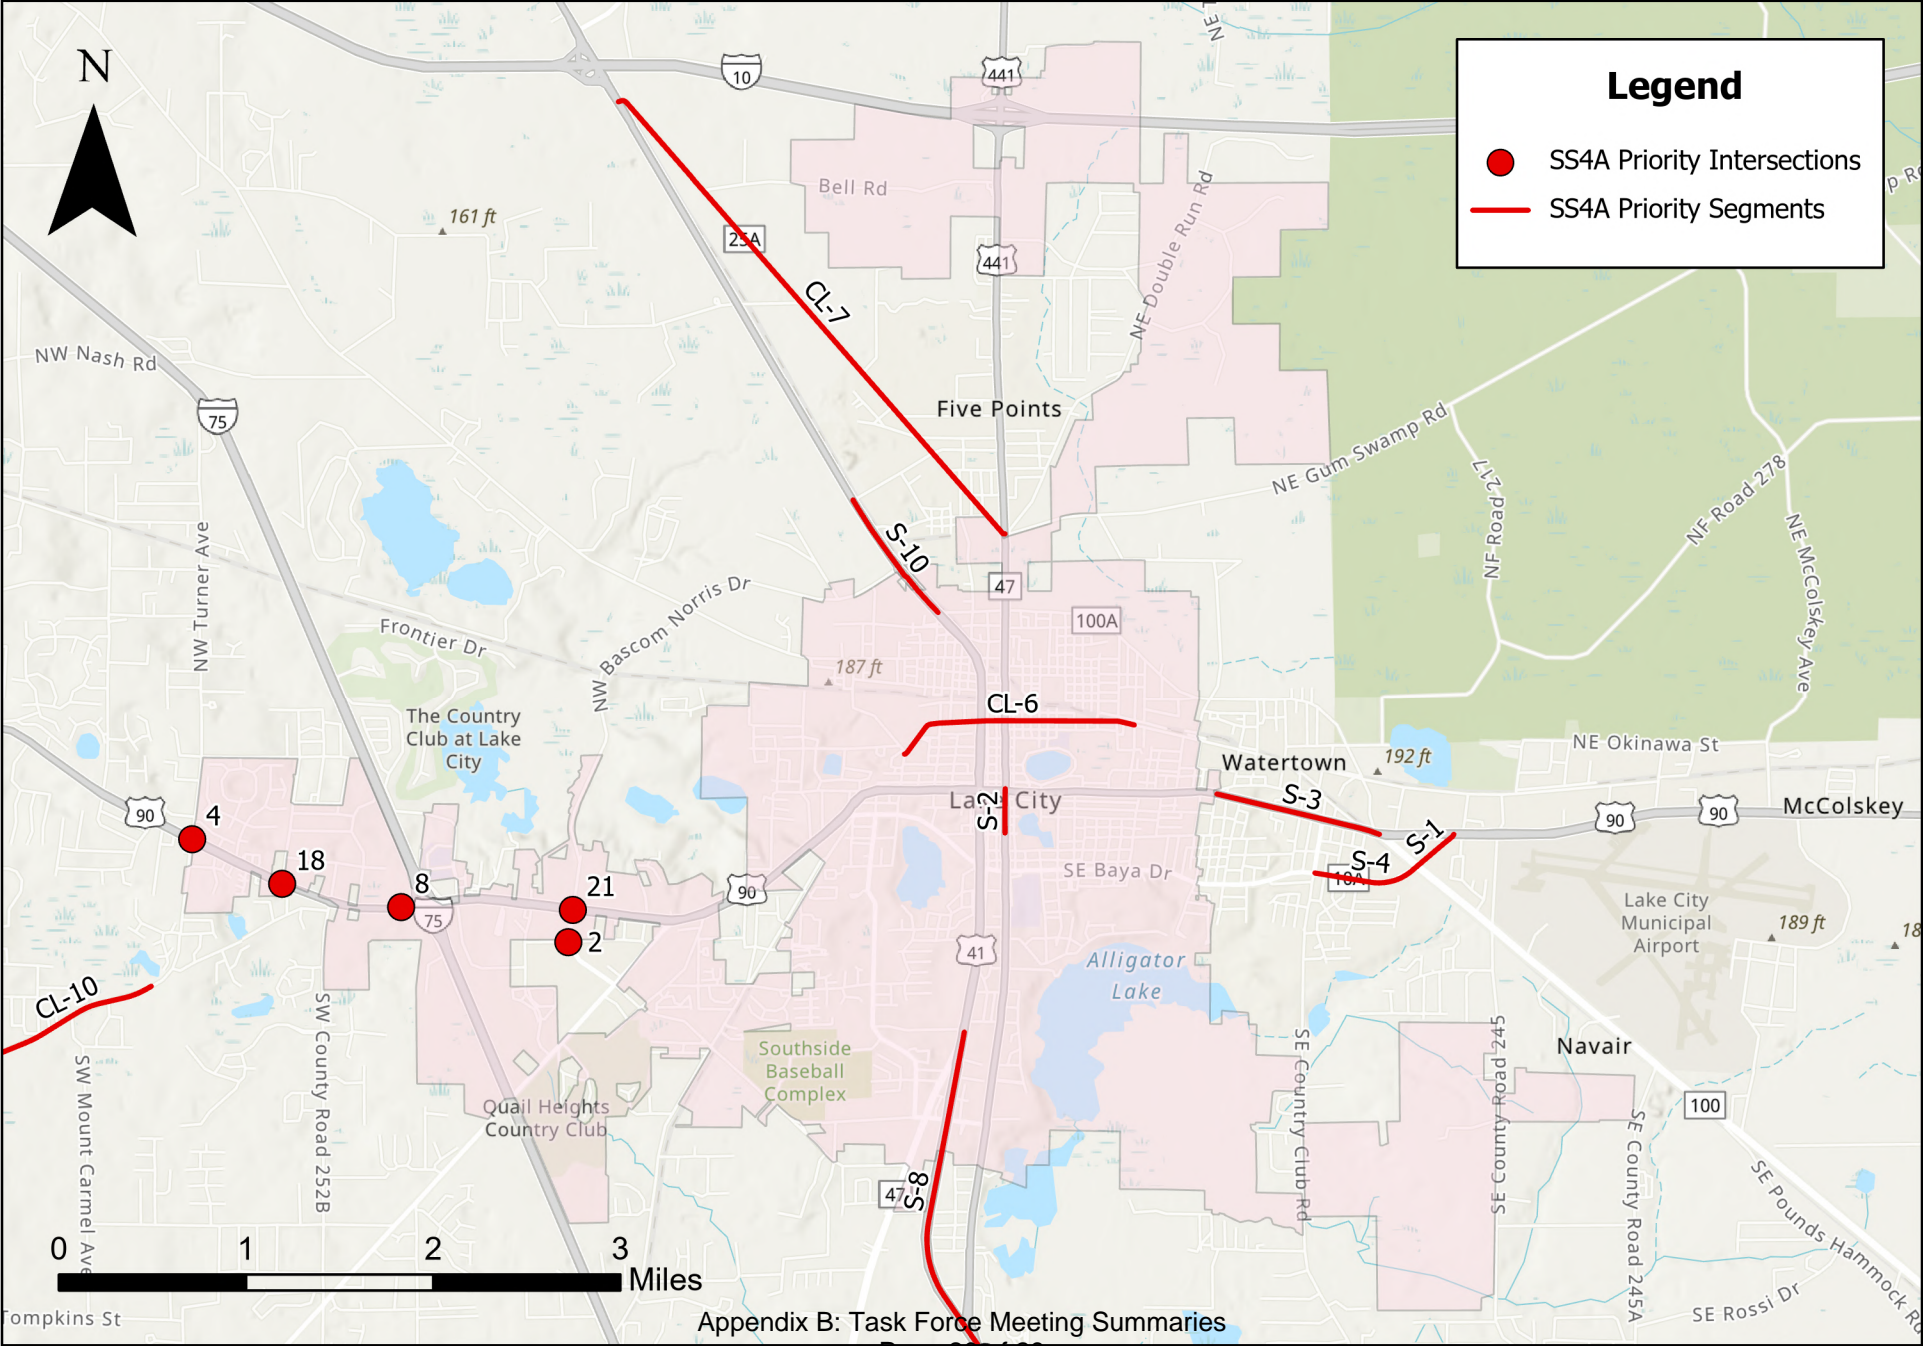 N
10
441
Legend
SS4A Priority Intersections
SS4A Priority Segments
Bell Rd
161 ft
25A
441
NE Double Run Rd
CL-7
NW Nash Rd
75
Five Points
NE Gum Swamp Rd
NF Road 217
NF Road 278
NE McColskey Ave
S-10
NW Turner Ave
47
100A
Frontier Dr
NW Bascom Norris Dr
187 ft
CL-6
The Country
Club at Lake
City
NE Okinawa St
Watertown
192 ft
90
4
S-3
90
90
McColskey
Lake City
S-2
S-1
S-4
10A
18
8
21
90
SE Baya Dr
75
2
41
Lake City
Municipal
Airport
189 ft
18
Alligator
Lake
CL-10
SW County Road 252B
SW Mount Carmel Ave
Southside
Baseball
Complex
Quail Heights
Country Club
SE Country Club Rd
SE County Road 245
Navair
100
SE County Road 245A
SE Pounds Hammock Rd
47
S-8
0 1 2 3
Miles
Tompkins St
SE Rossi Dr
Appendix B: Task Force Meeting Summaries